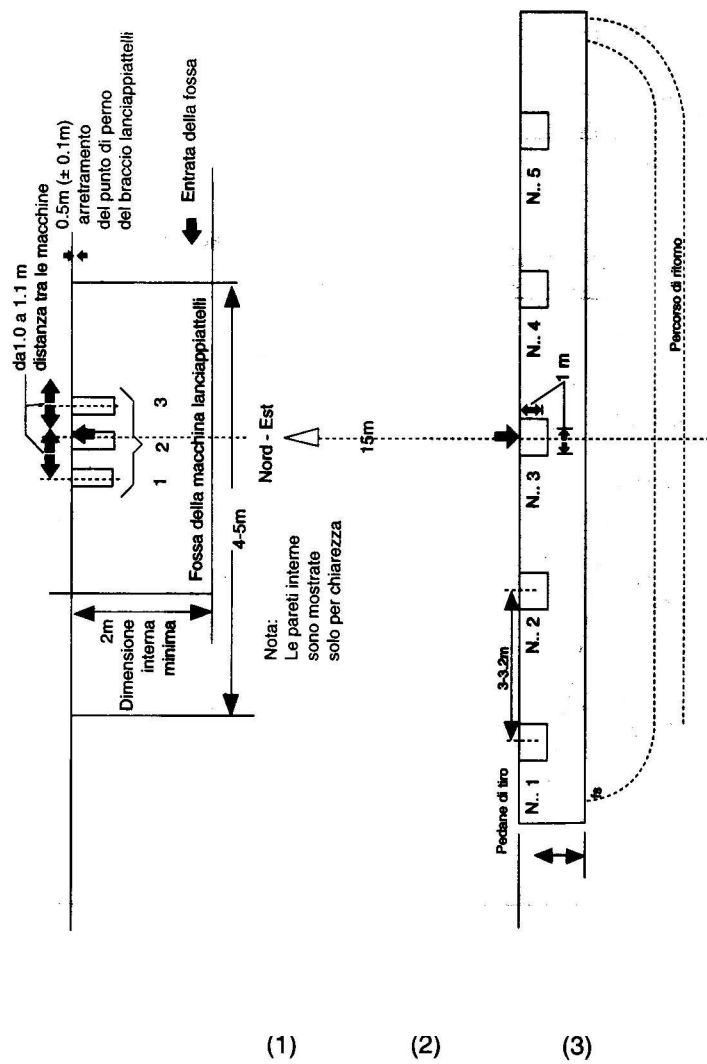 da1.0 a 1.1 m
distanza tra le macchine
0.5m (± 0.1m)
arretramento
del punto di perno
del braccio lanciappiattelli
Entrata della fossa
1 2 3
2m
Dimensione
interna
minima
Fossa della macchina lanciappiattelli
4-5m
Nord - Est
Nota:
Le pareti interne
sono mostrate
solo per chiarezza
15m
Pedane di tiro
3-3.2m
1 m
N.. 1
N.. 2
N.. 3
N.. 4
N.. 5
fs
Percorso di ritorno
(1) (2) (3)